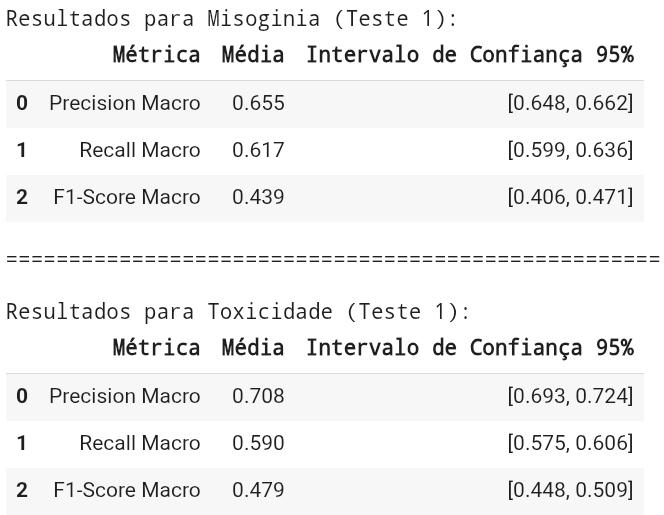 Resultados para Misoginia (Teste 1):
Métrica Média Intervalo de Confiança 95%
0 Precision Macro 0.655 [0.648, 0.662]
1 Recall Macro 0.617 [0.599, 0.636]
2 F1-Score Macro 0.439 [0.406, 0.471]
====================================================
Resultados para Toxicidade (Teste 1):
Métrica Média Intervalo de Confiança 95%
0 Precision Macro 0.708 [0.693, 0.724]
1 Recall Macro 0.590 [0.575, 0.606]
2 F1-Score Macro 0.479 [0.448, 0.509]